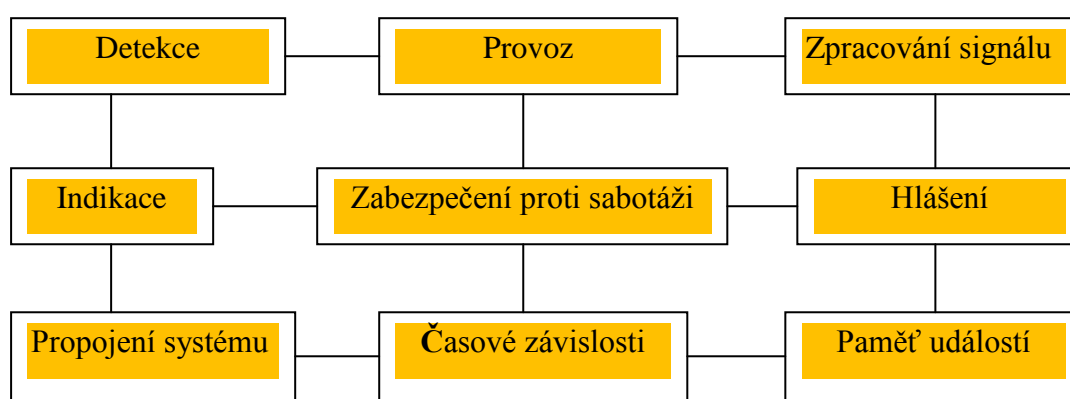 Detekce
Provoz
Zpracování signálu
Indikace
Zabezpečení proti sabotáži
Hlášení
Propojení systému
Časové závislosti
Paměť událostí